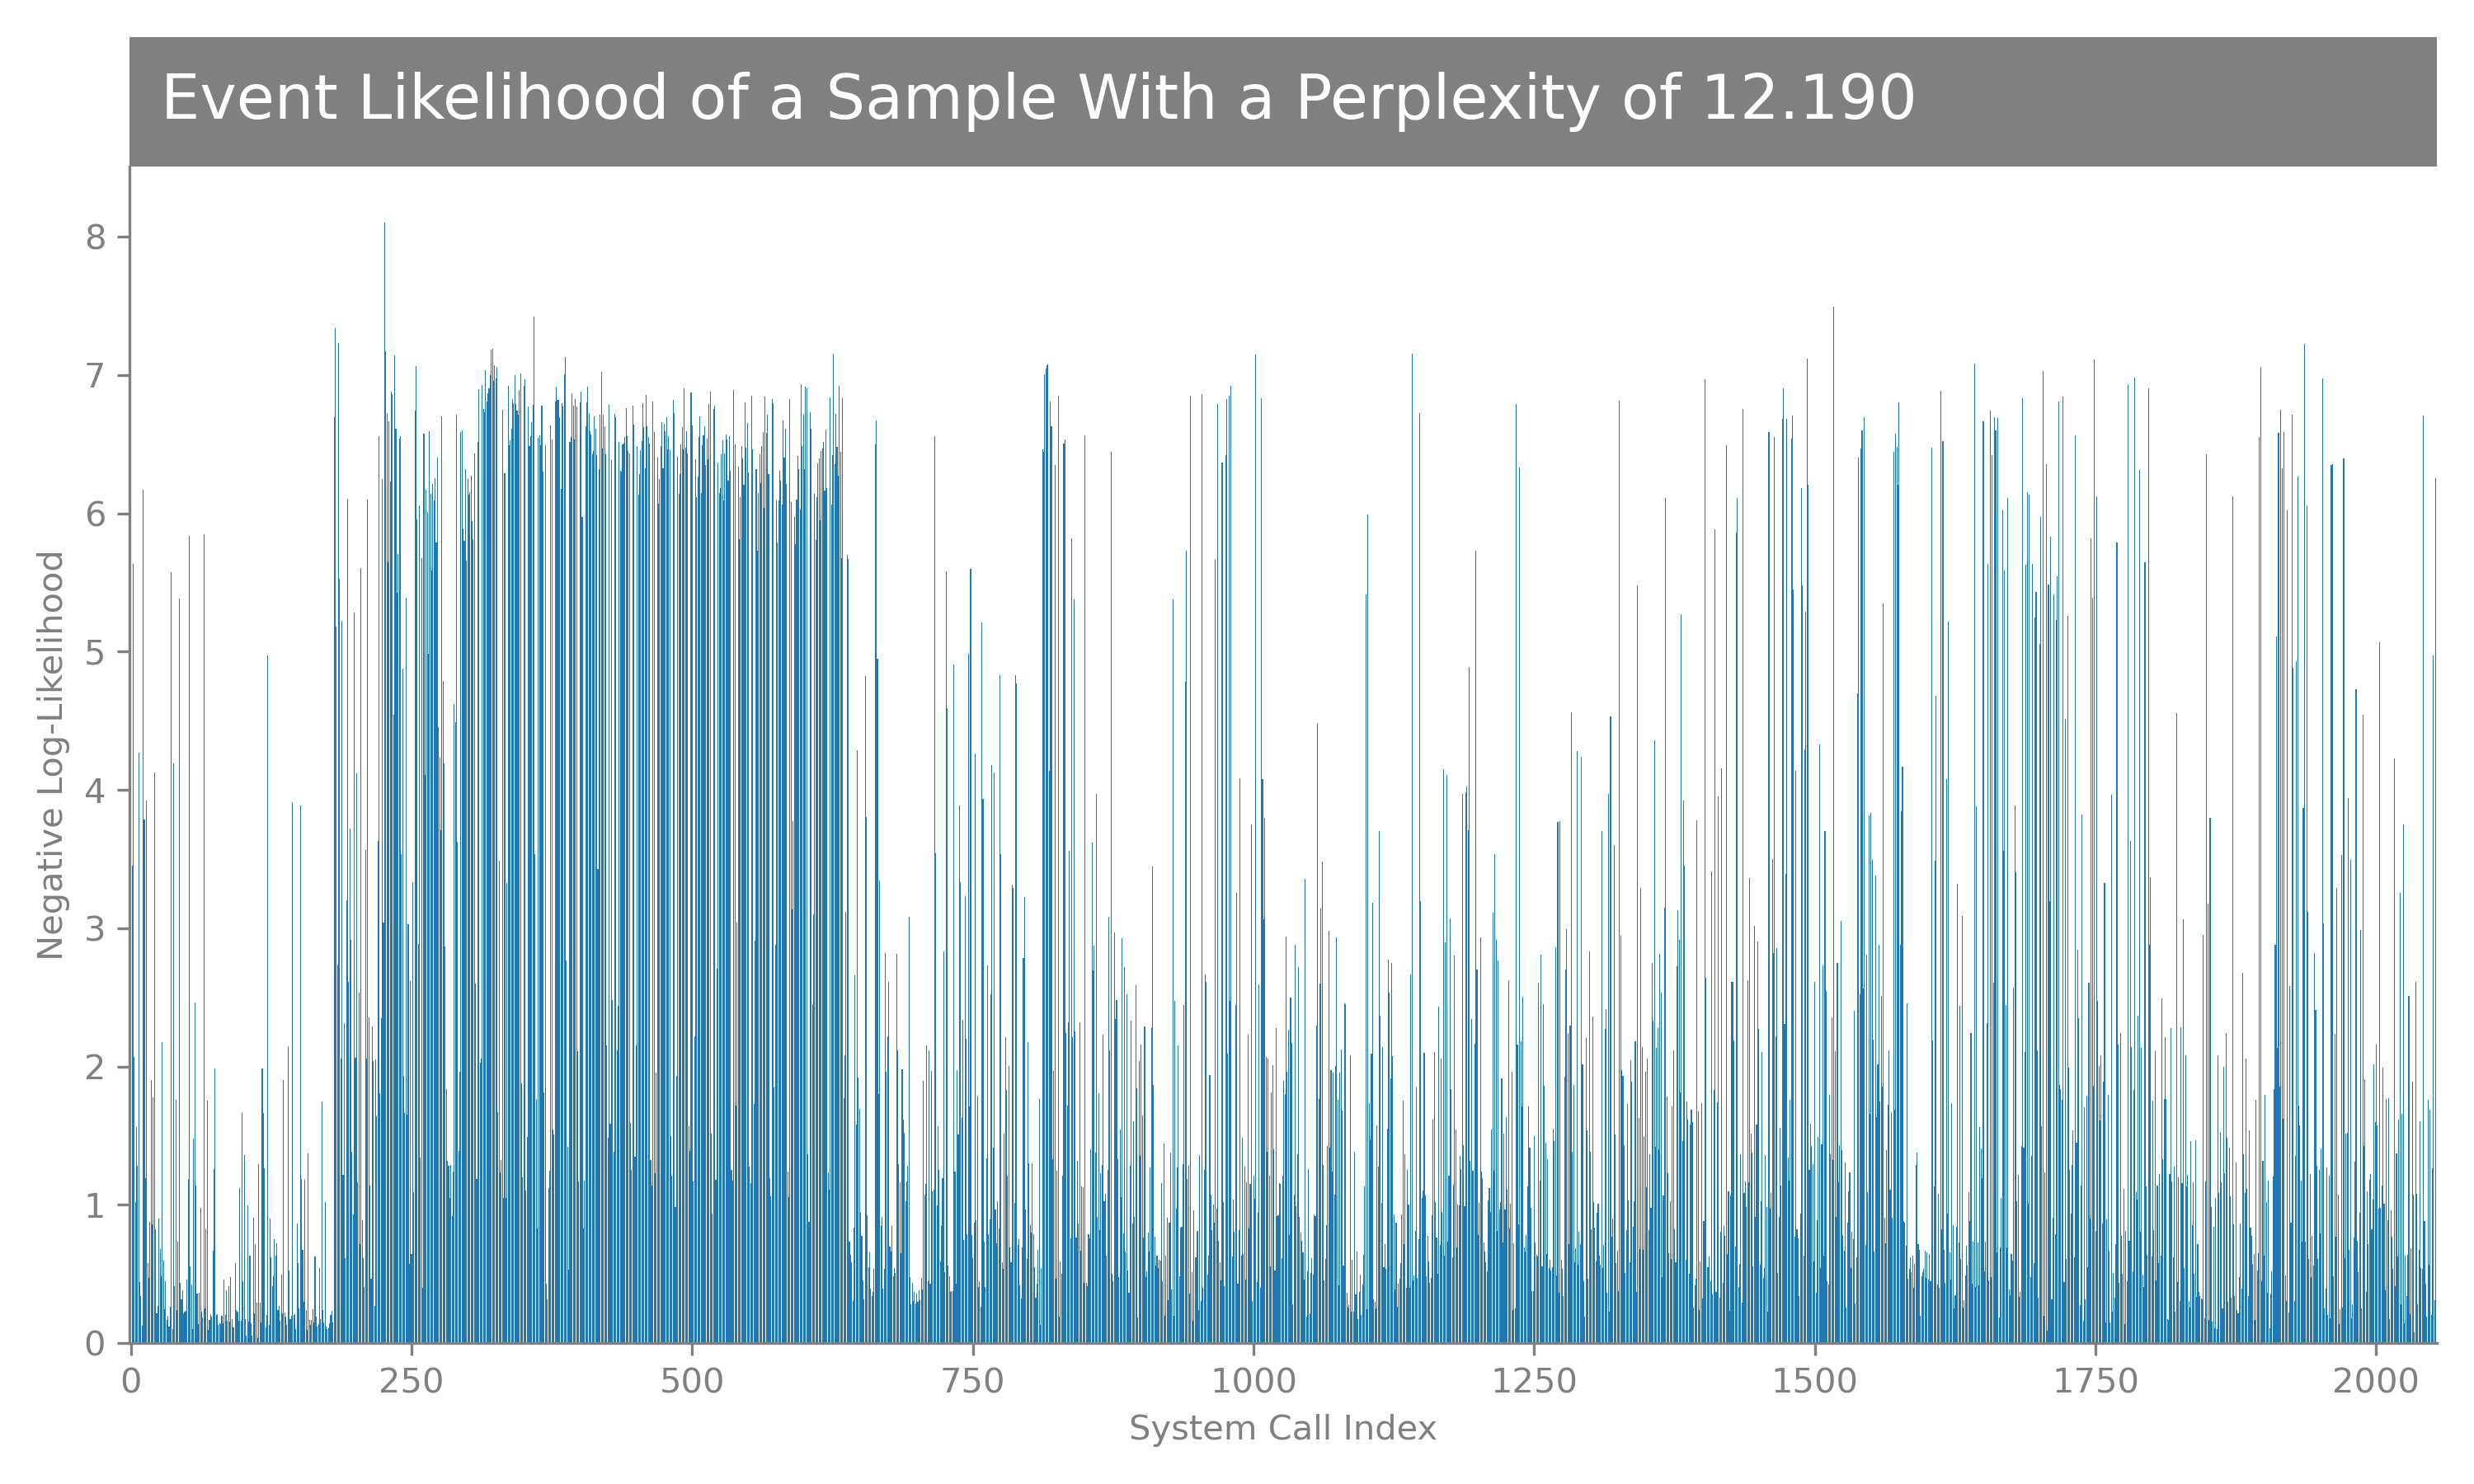 Event Likelihood of a Sample With a Perplexity of 12.190
8
7
6
5
4
3
2
1
0
Negative Log-Likelihood
0 250 500 750 1000 1250 1500 1750 2000
System Call Index